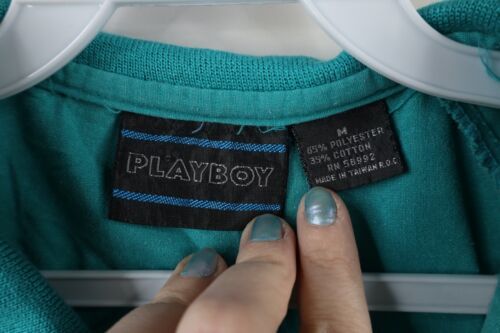 PLAYBOY
M
65% POLYESTER
35% COTTON
RN 58992
MADE IN TAIWAN R.O.C